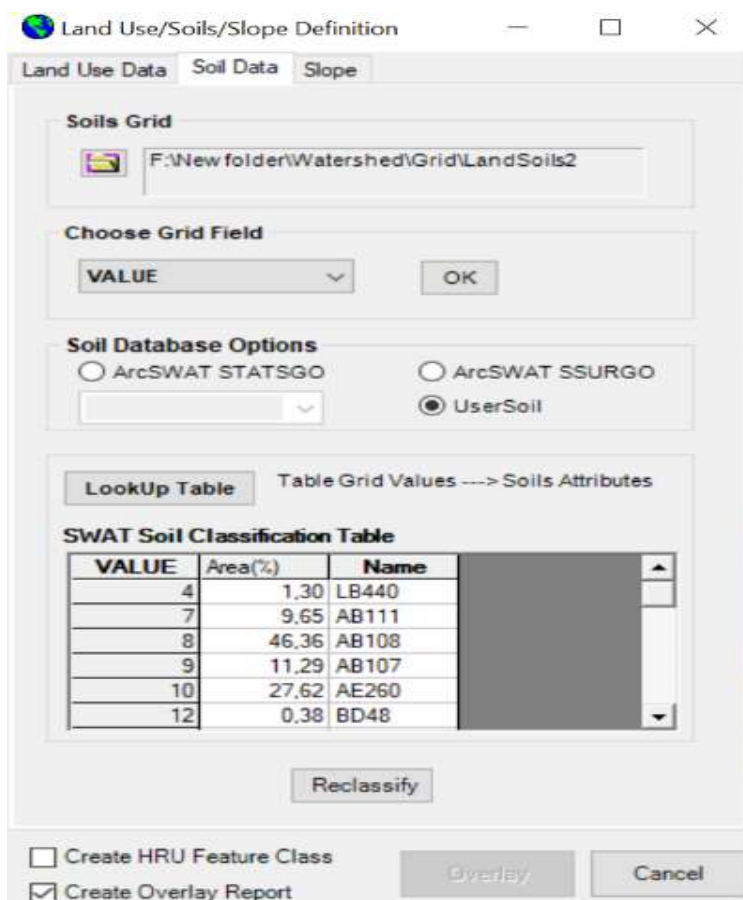 Land Use/Soils/Slope Definition
Land Use Data Soil Data Slope
Soils Grid
F:\New folder\Watershed\Grid\LandSoils2
Choose Grid Field
VALUE OK
Soil Database Options
ArcSWAT STATSGO ArcSWAT SSURGO
UserSoil
LookUp Table Table Grid Values ---> Soils Attributes
SWAT Soil Classification Table
VALUE Area(%) Name
4 1,30 LB440
7 9,65 AB111
8 46,36 AB108
9 11,29 AB107
10 27,62 AE260
12 0,38 BD48
Reclassify
Create HRU Feature Class
Overlay Cancel
Create Overlay Report